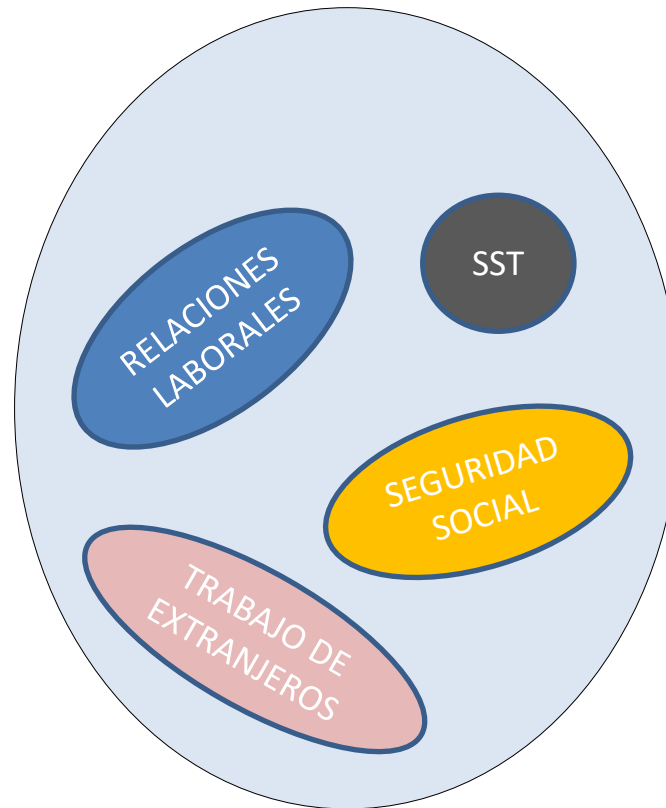 RELACIONES
LABORALES
SST
SEGURIDAD
SOCIAL
TRABAJO DE
EXTRANJEROS